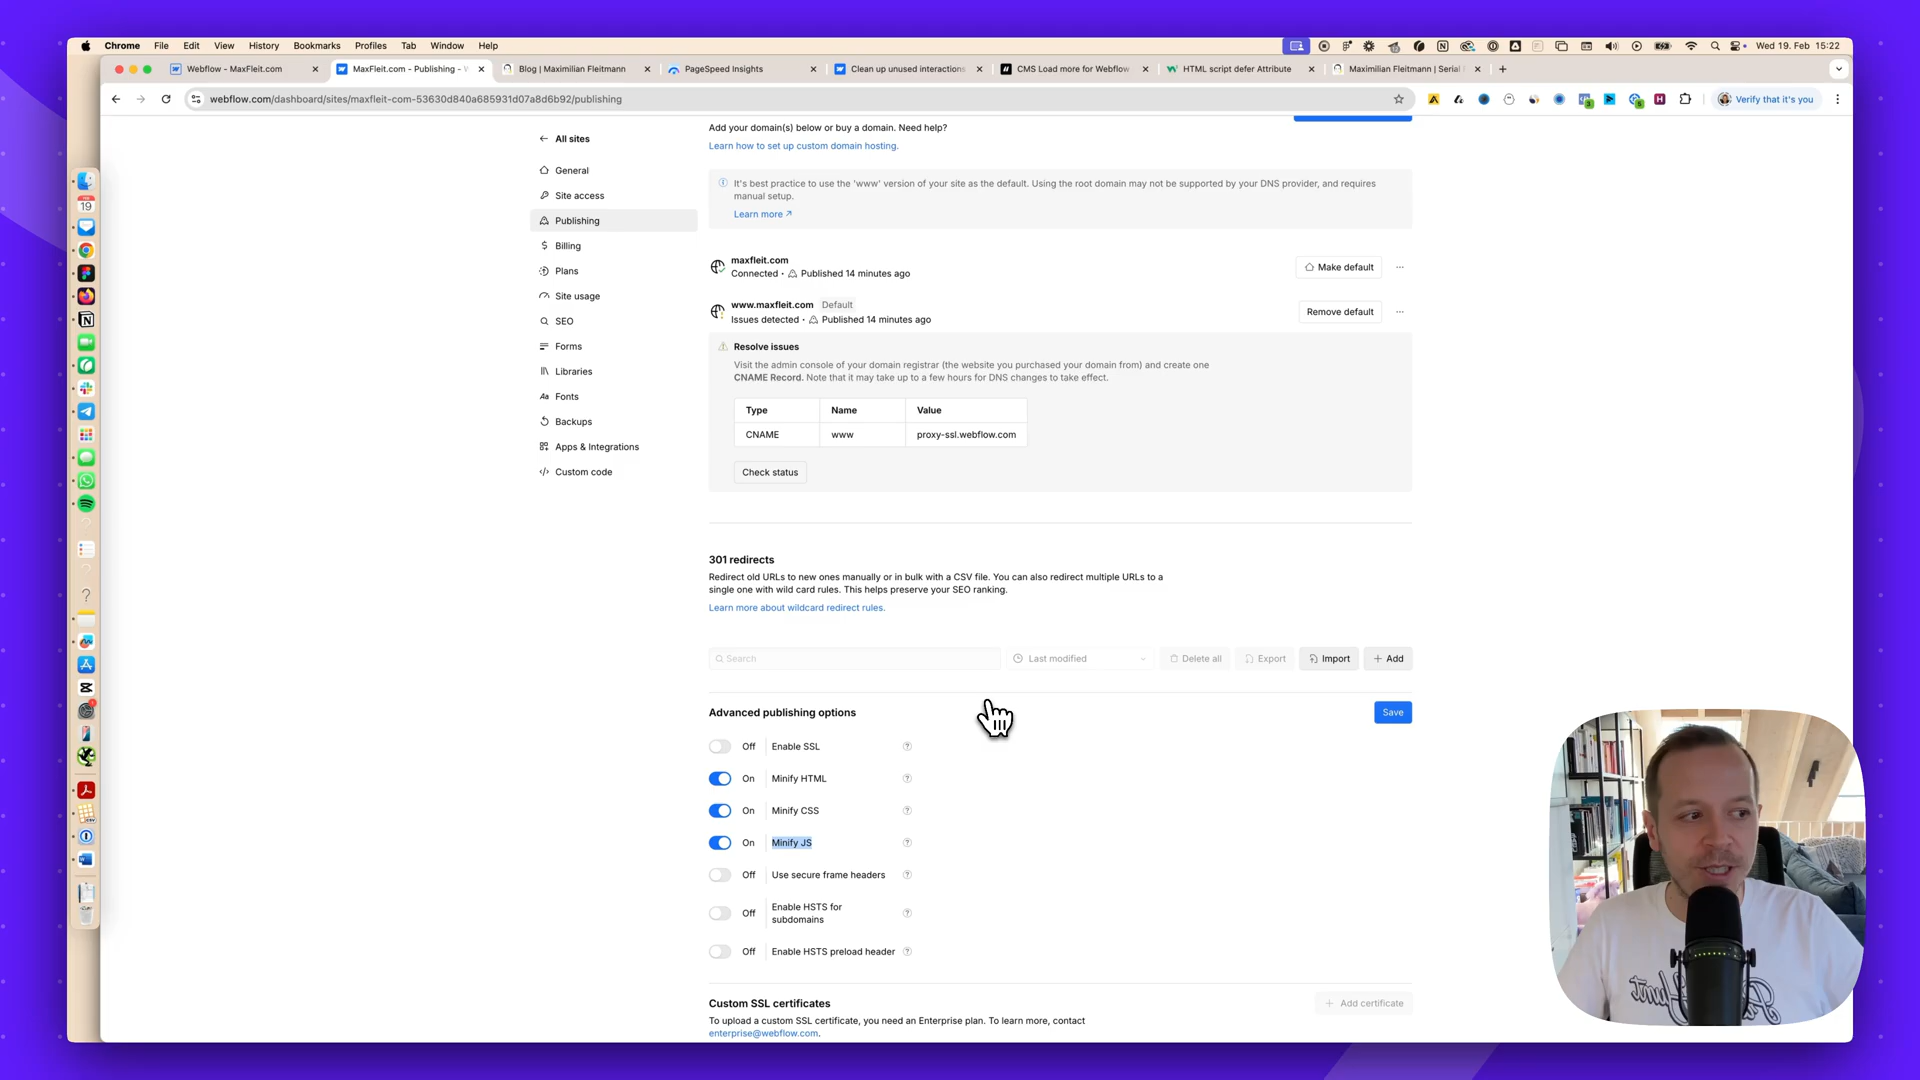 Chrome File Edit View History Bookmarks Profiles Tab Window Help
Wed 19. Feb 15:22
Webflow - MaxFleit.com
MaxFleit.com - Publishing -
Blog | Maximilian Fleitmann
PageSpeed Insights
Clean up unused interactions
CMS Load more for Webflow
HTML script defer Attribute
Maximilian Fleitmann | Serial
webflow.com/dashboard/sites/maxfleit-com-53630d840a685931d07a8d6b92/publishing
Verify that it's you
All sites
General
Site access
Publishing
Billing
Plans
Site usage
SEO
Forms
Libraries
Fonts
Backups
Apps & Integrations
Custom code
Add your domain(s) below or buy a domain. Need help?
Learn how to set up custom domain hosting.
It's best practice to use the 'www' version of your site as the default. Using the root domain may not be supported by your DNS provider, and requires
manual setup.
Learn more
maxfleit.com
Connected • Published 14 minutes ago
Make default
www.maxfleit.com Default
Issues detected • Published 14 minutes ago
Remove default
Resolve issues
Visit the admin console of your domain registrar (the website you purchased your domain from) and create one
CNAME Record. Note that it may take up to a few hours for DNS changes to take effect.
Type Name Value
CNAME www proxy-ssl.webflow.com
Check status
301 redirects
Redirect old URLs to new ones manually or in bulk with a CSV file. You can also redirect multiple URLs to a
single one with wild card rules. This helps preserve your SEO ranking.
Learn more about wildcard redirect rules.
Search
Last modified
Delete all
Export
Import
Add
Advanced publishing options
Save
Off Enable SSL
On Minify HTML
On Minify CSS
On Minify JS
Off Use secure frame headers
Off Enable HSTS for
subdomains
Off Enable HSTS preload header
Custom SSL certificates
Add certificate
To upload a custom SSL certificate, you need an Enterprise plan. To learn more, contact
enterprise@webflow.com.